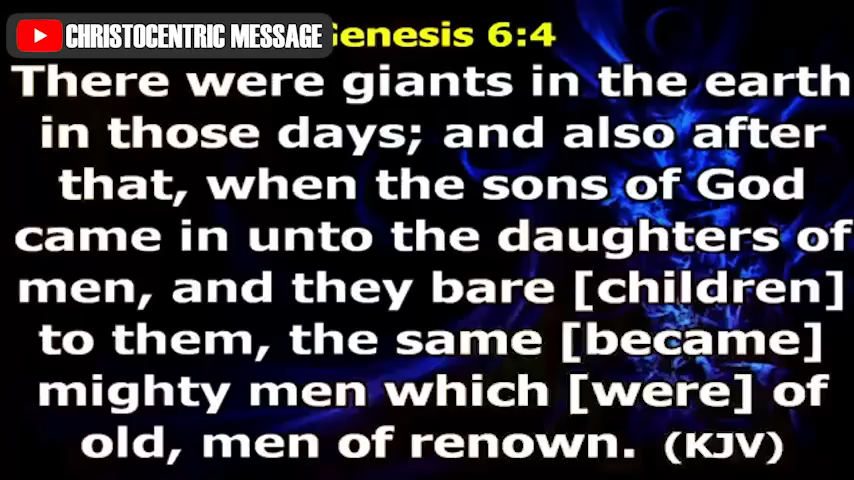 CHRISTOCENTRIC MESSAGE
Genesis 6:4
There were giants in the earth
in those days; and also after
that, when the sons of God
came in unto the daughters of
men, and they bare [children]
to them, the same [became]
mighty men which [were] of
old, men of renown. (KJV)